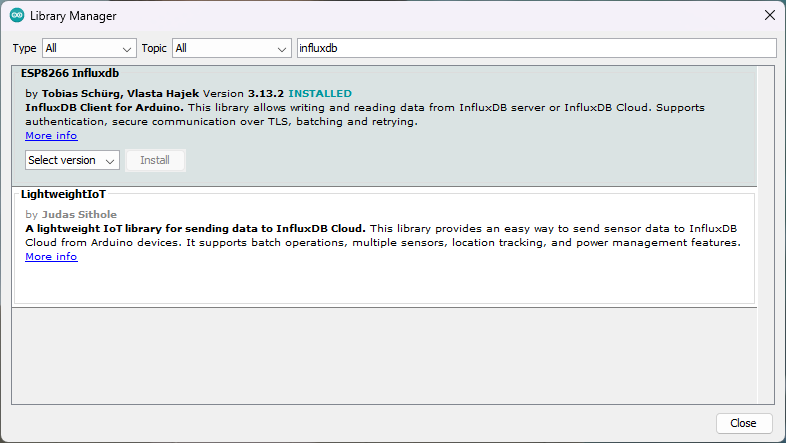 Library Manager
Type All Topic All influxdb
ESP8266 Influxdb
by Tobias Schürg, Vlasta Hajek Version 3.13.2 INSTALLED
InfluxDB Client for Arduino. This library allows writing and reading data from InfluxDB server or InfluxDB Cloud. Supports
authentication, secure communication over TLS, batching and retrying.
More info
Select version Install
LightweightIoT
by Judas Sithole
A lightweight IoT library for sending data to InfluxDB Cloud. This library provides an easy way to send sensor data to InfluxDB
Cloud from Arduino devices. It supports batch operations, multiple sensors, location tracking, and power management features.
More info
Close